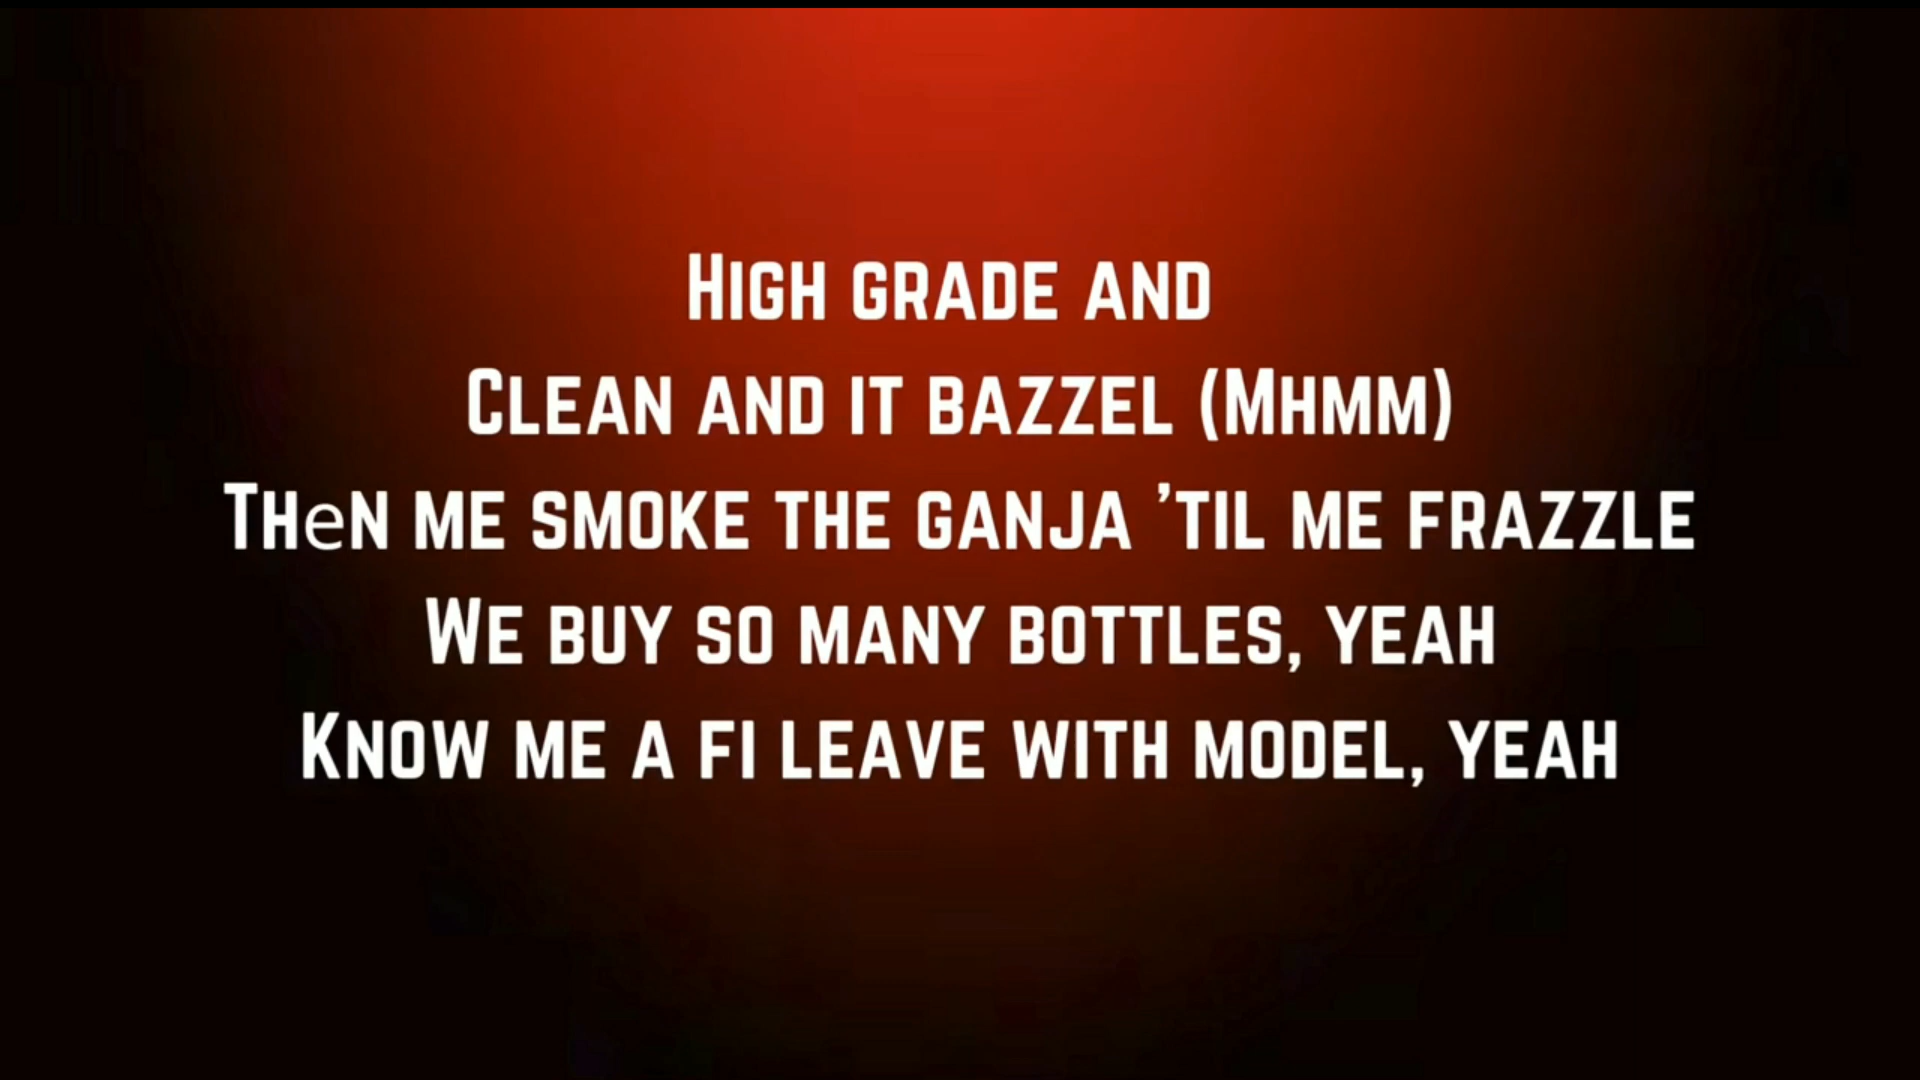 High grade and
Clean and it bazzel (Mhmm)
Then me smoke the ganja 'til me frazzle
We buy so many bottles, yeah
Know me a fi leave with model, yeah